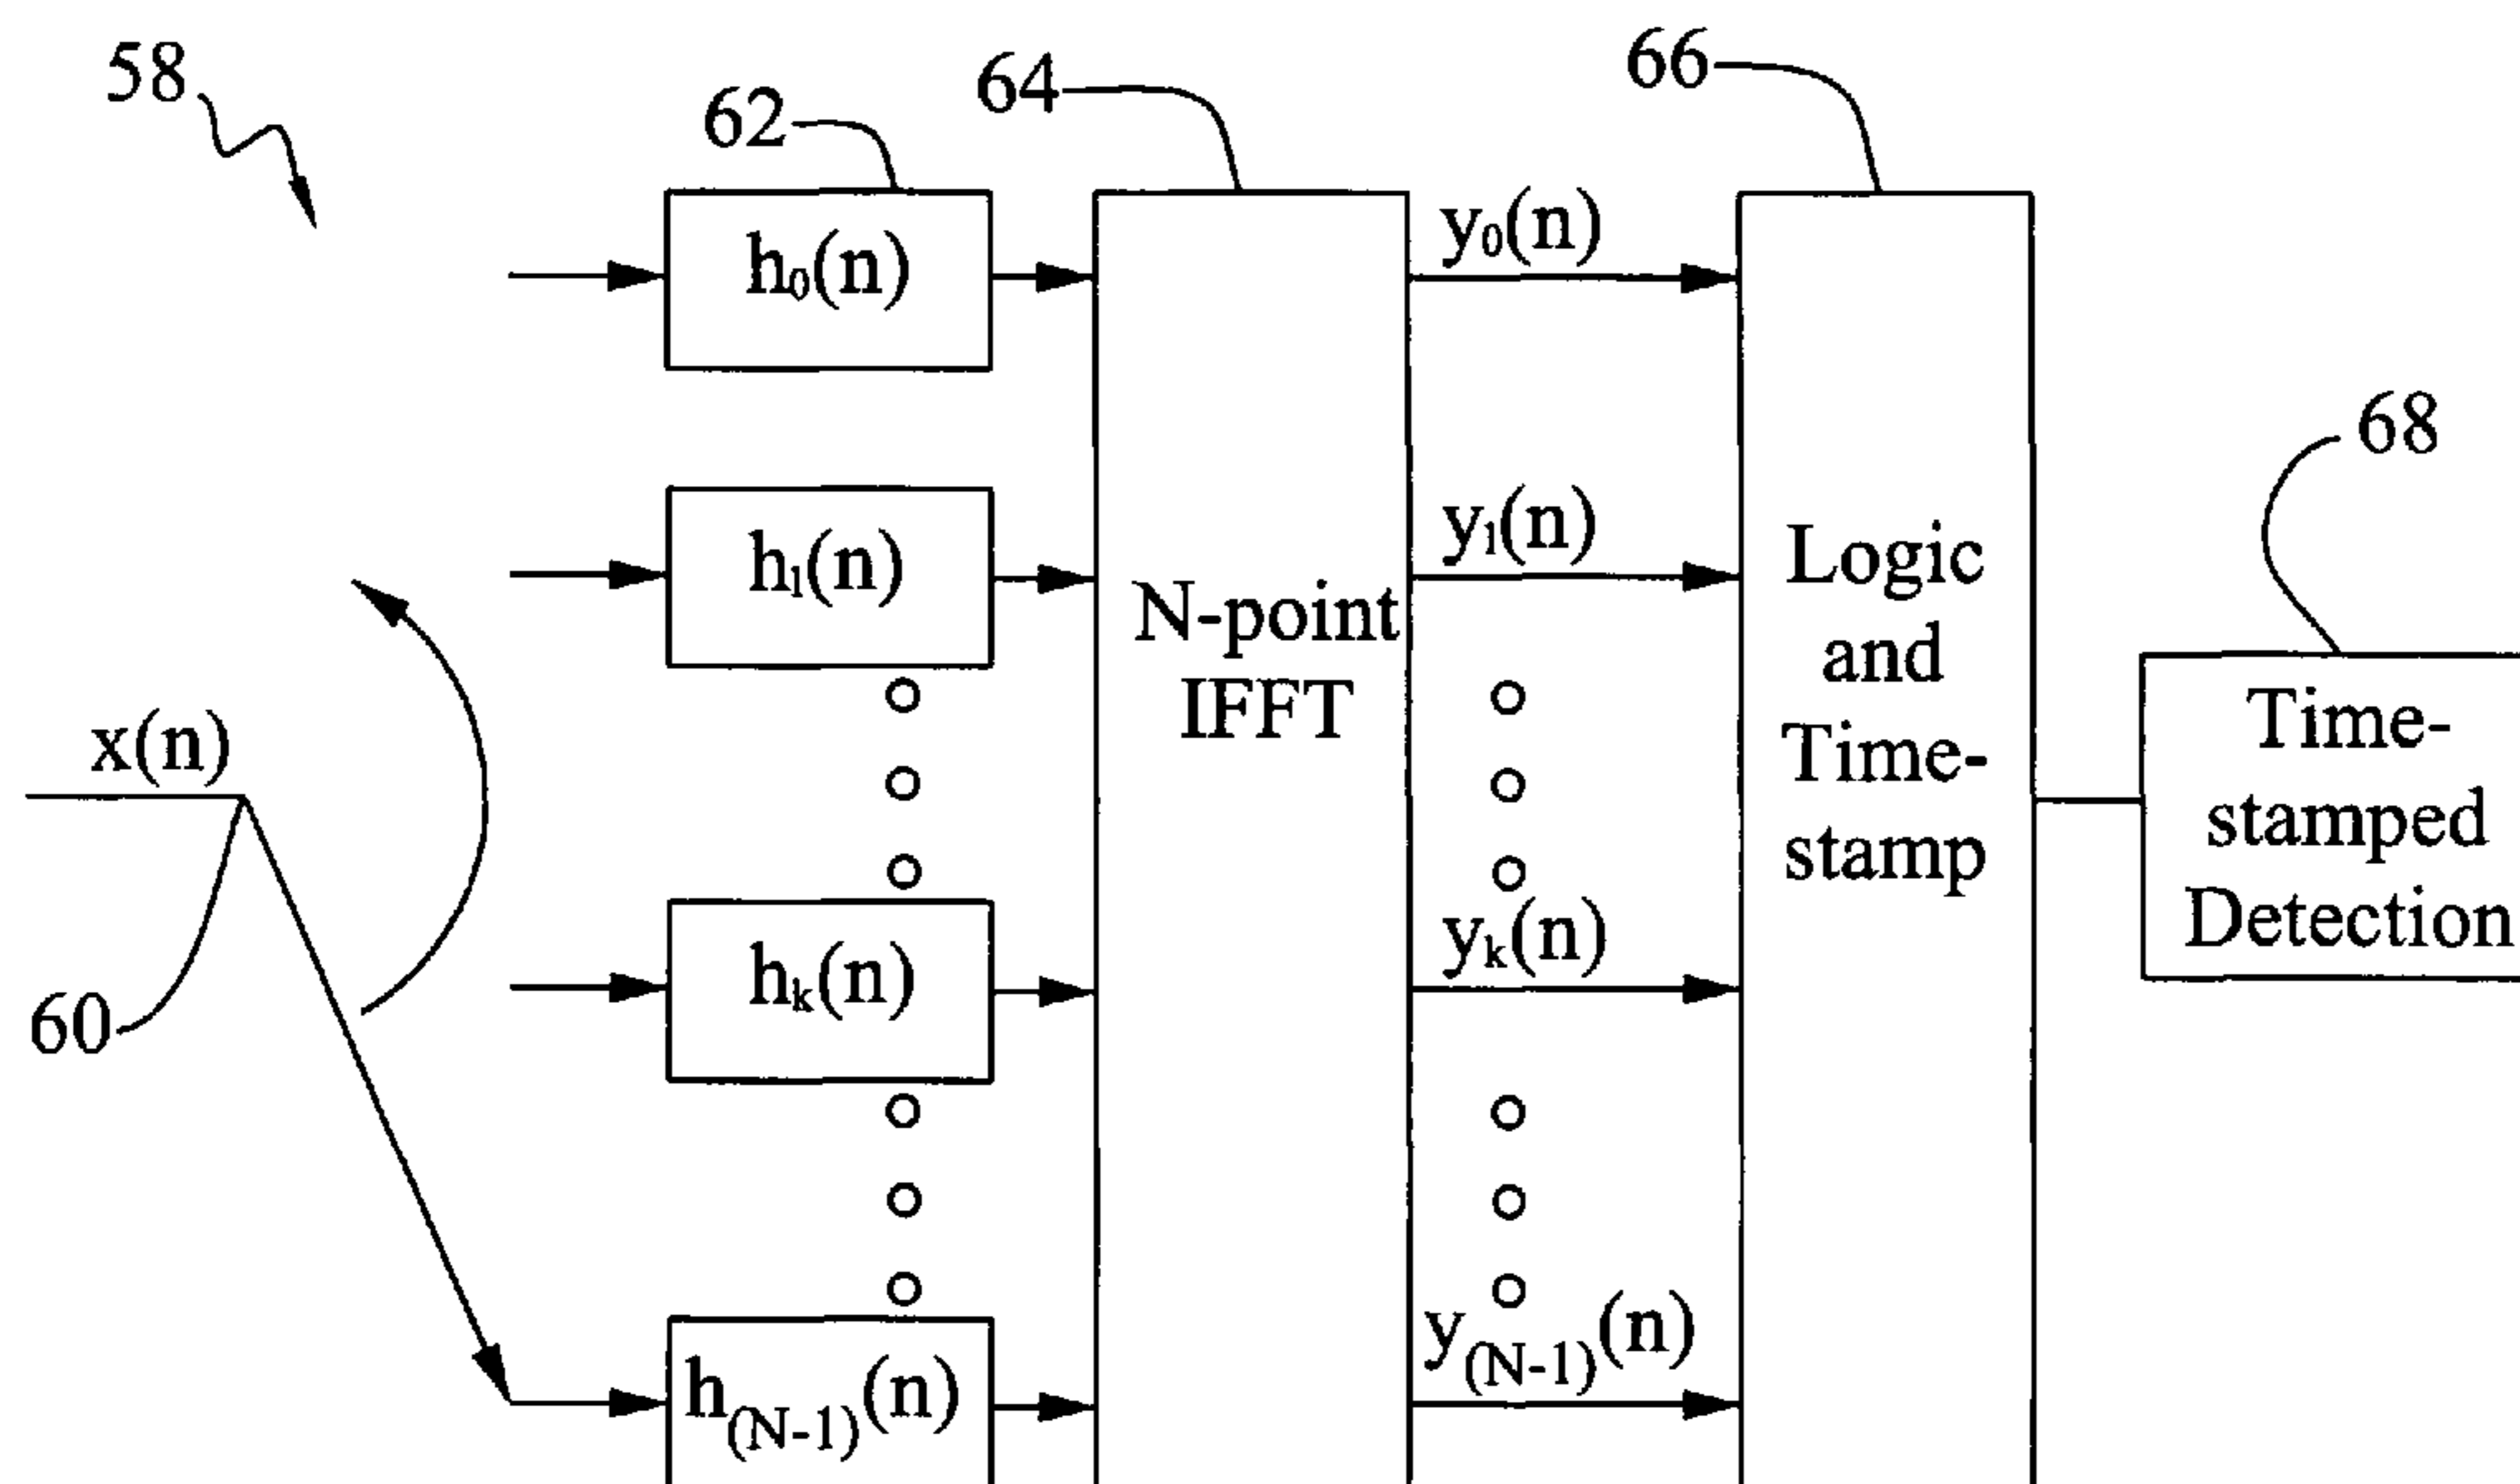 58
62
64
66
h₀(n)
y₀(n)
68
h₁(n)
y₁(n)
N-point
IFFT
Logic
and
Time-
stamp
Time-
stamped
Detection
x(n)
60
hₖ(n)
yₖ(n)
h(N-1)(n)
y(N-1)(n)